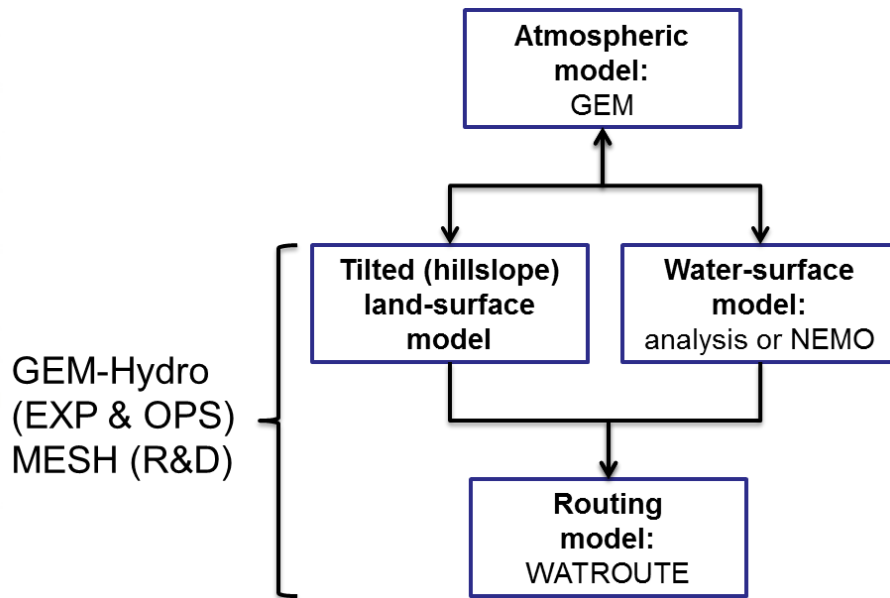 Atmospheric
model:
GEM
Tilted (hillslope)
land-surface
model
Water-surface
model:
analysis or NEMO
GEM-Hydro
(EXP & OPS)
MESH (R&D)
Routing
model:
WATROUTE